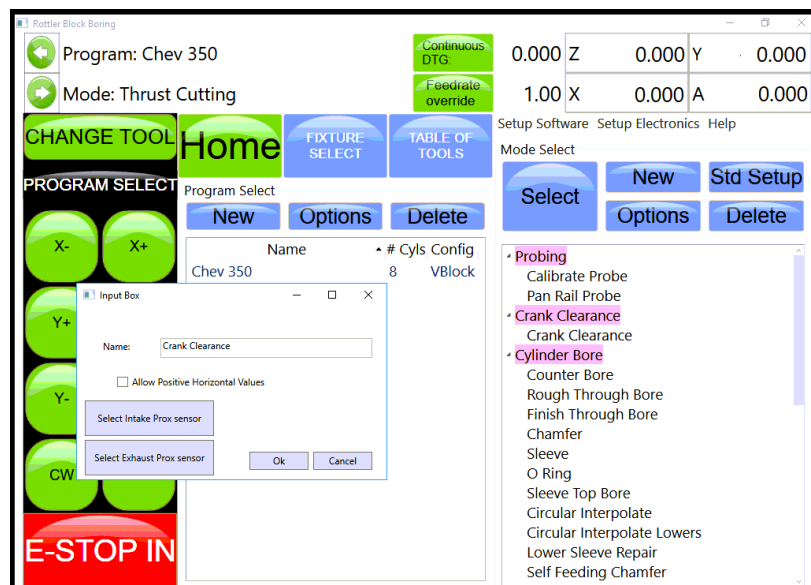 Rottler Block Boring
Program: Chev 350
Continuous
DTG:
0.000 Z 0.000 Y 0.000
Mode: Thrust Cutting
Feedrate
override
1.00 X 0.000 A 0.000
Setup Software Setup Electronics Help
CHANGE TOOL
Home
FIXTURE
SELECT
TABLE OF
TOOLS
Mode Select
Select
New
Std Setup
Options
Delete
PROGRAM SELECT
Program Select
New
Options
Delete
Name # Cyls Config
Chev 350 8 VBlock
X-
X+
Y+
Y-
CW
E-STOP IN
Input Box
Name: Crank Clearance
Allow Positive Horizontal Values
Select Intake Prox sensor
Select Exhaust Prox sensor
Ok
Cancel
Probing
Calibrate Probe
Pan Rail Probe
Crank Clearance
Crank Clearance
Cylinder Bore
Counter Bore
Rough Through Bore
Finish Through Bore
Chamfer
Sleeve
O Ring
Sleeve Top Bore
Circular Interpolate
Circular Interpolate Lowers
Lower Sleeve Repair
Self Feeding Chamfer